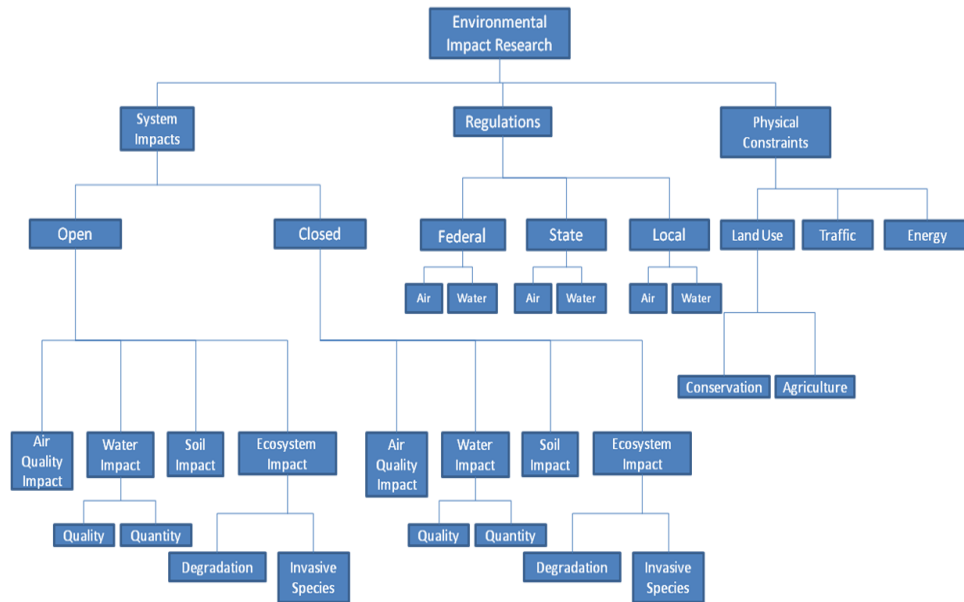 Environmental
Impact Research
System
Impacts
Regulations
Physical
Constraints
Open
Closed
Federal
State
Local
Land Use
Traffic
Energy
Air
Water
Air
Water
Air
Water
Conservation
Agriculture
Air
Quality
Impact
Water
Impact
Soil
Impact
Ecosystem
Impact
Air
Quality
Impact
Water
Impact
Soil
Impact
Ecosystem
Impact
Quality
Quantity
Quality
Quantity
Degradation
Invasive
Species
Degradation
Invasive
Species